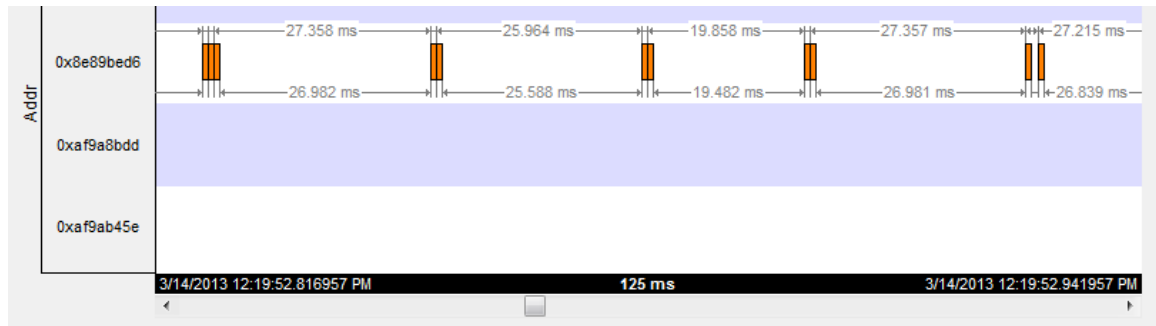 27.358 ms 25.964 ms 19.858 ms 27.357 ms 27.215 ms
0x8e89bed6
26.982 ms 25.588 ms 19.482 ms 26.981 ms 26.839 ms
Addr
0xaf9a8bdd
0xaf9ab45e
3/14/2013 12:19:52.816957 PM 125 ms 3/14/2013 12:19:52.941957 PM